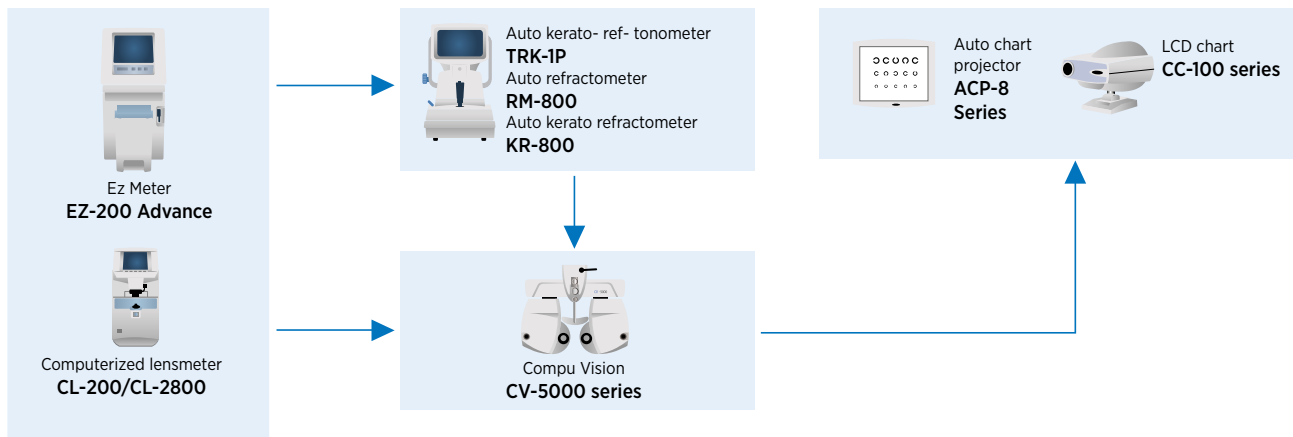 Ez Meter
EZ-200 Advance
Computerized lensmeter
CL-200/CL-2800
Auto kerato- ref- tonometer
TRK-1P
Auto refractometer
RM-800
Auto kerato refractometer
KR-800
Compu Vision
CV-5000 series
Auto chart
projector
ACP-8
Series
LCD chart
CC-100 series